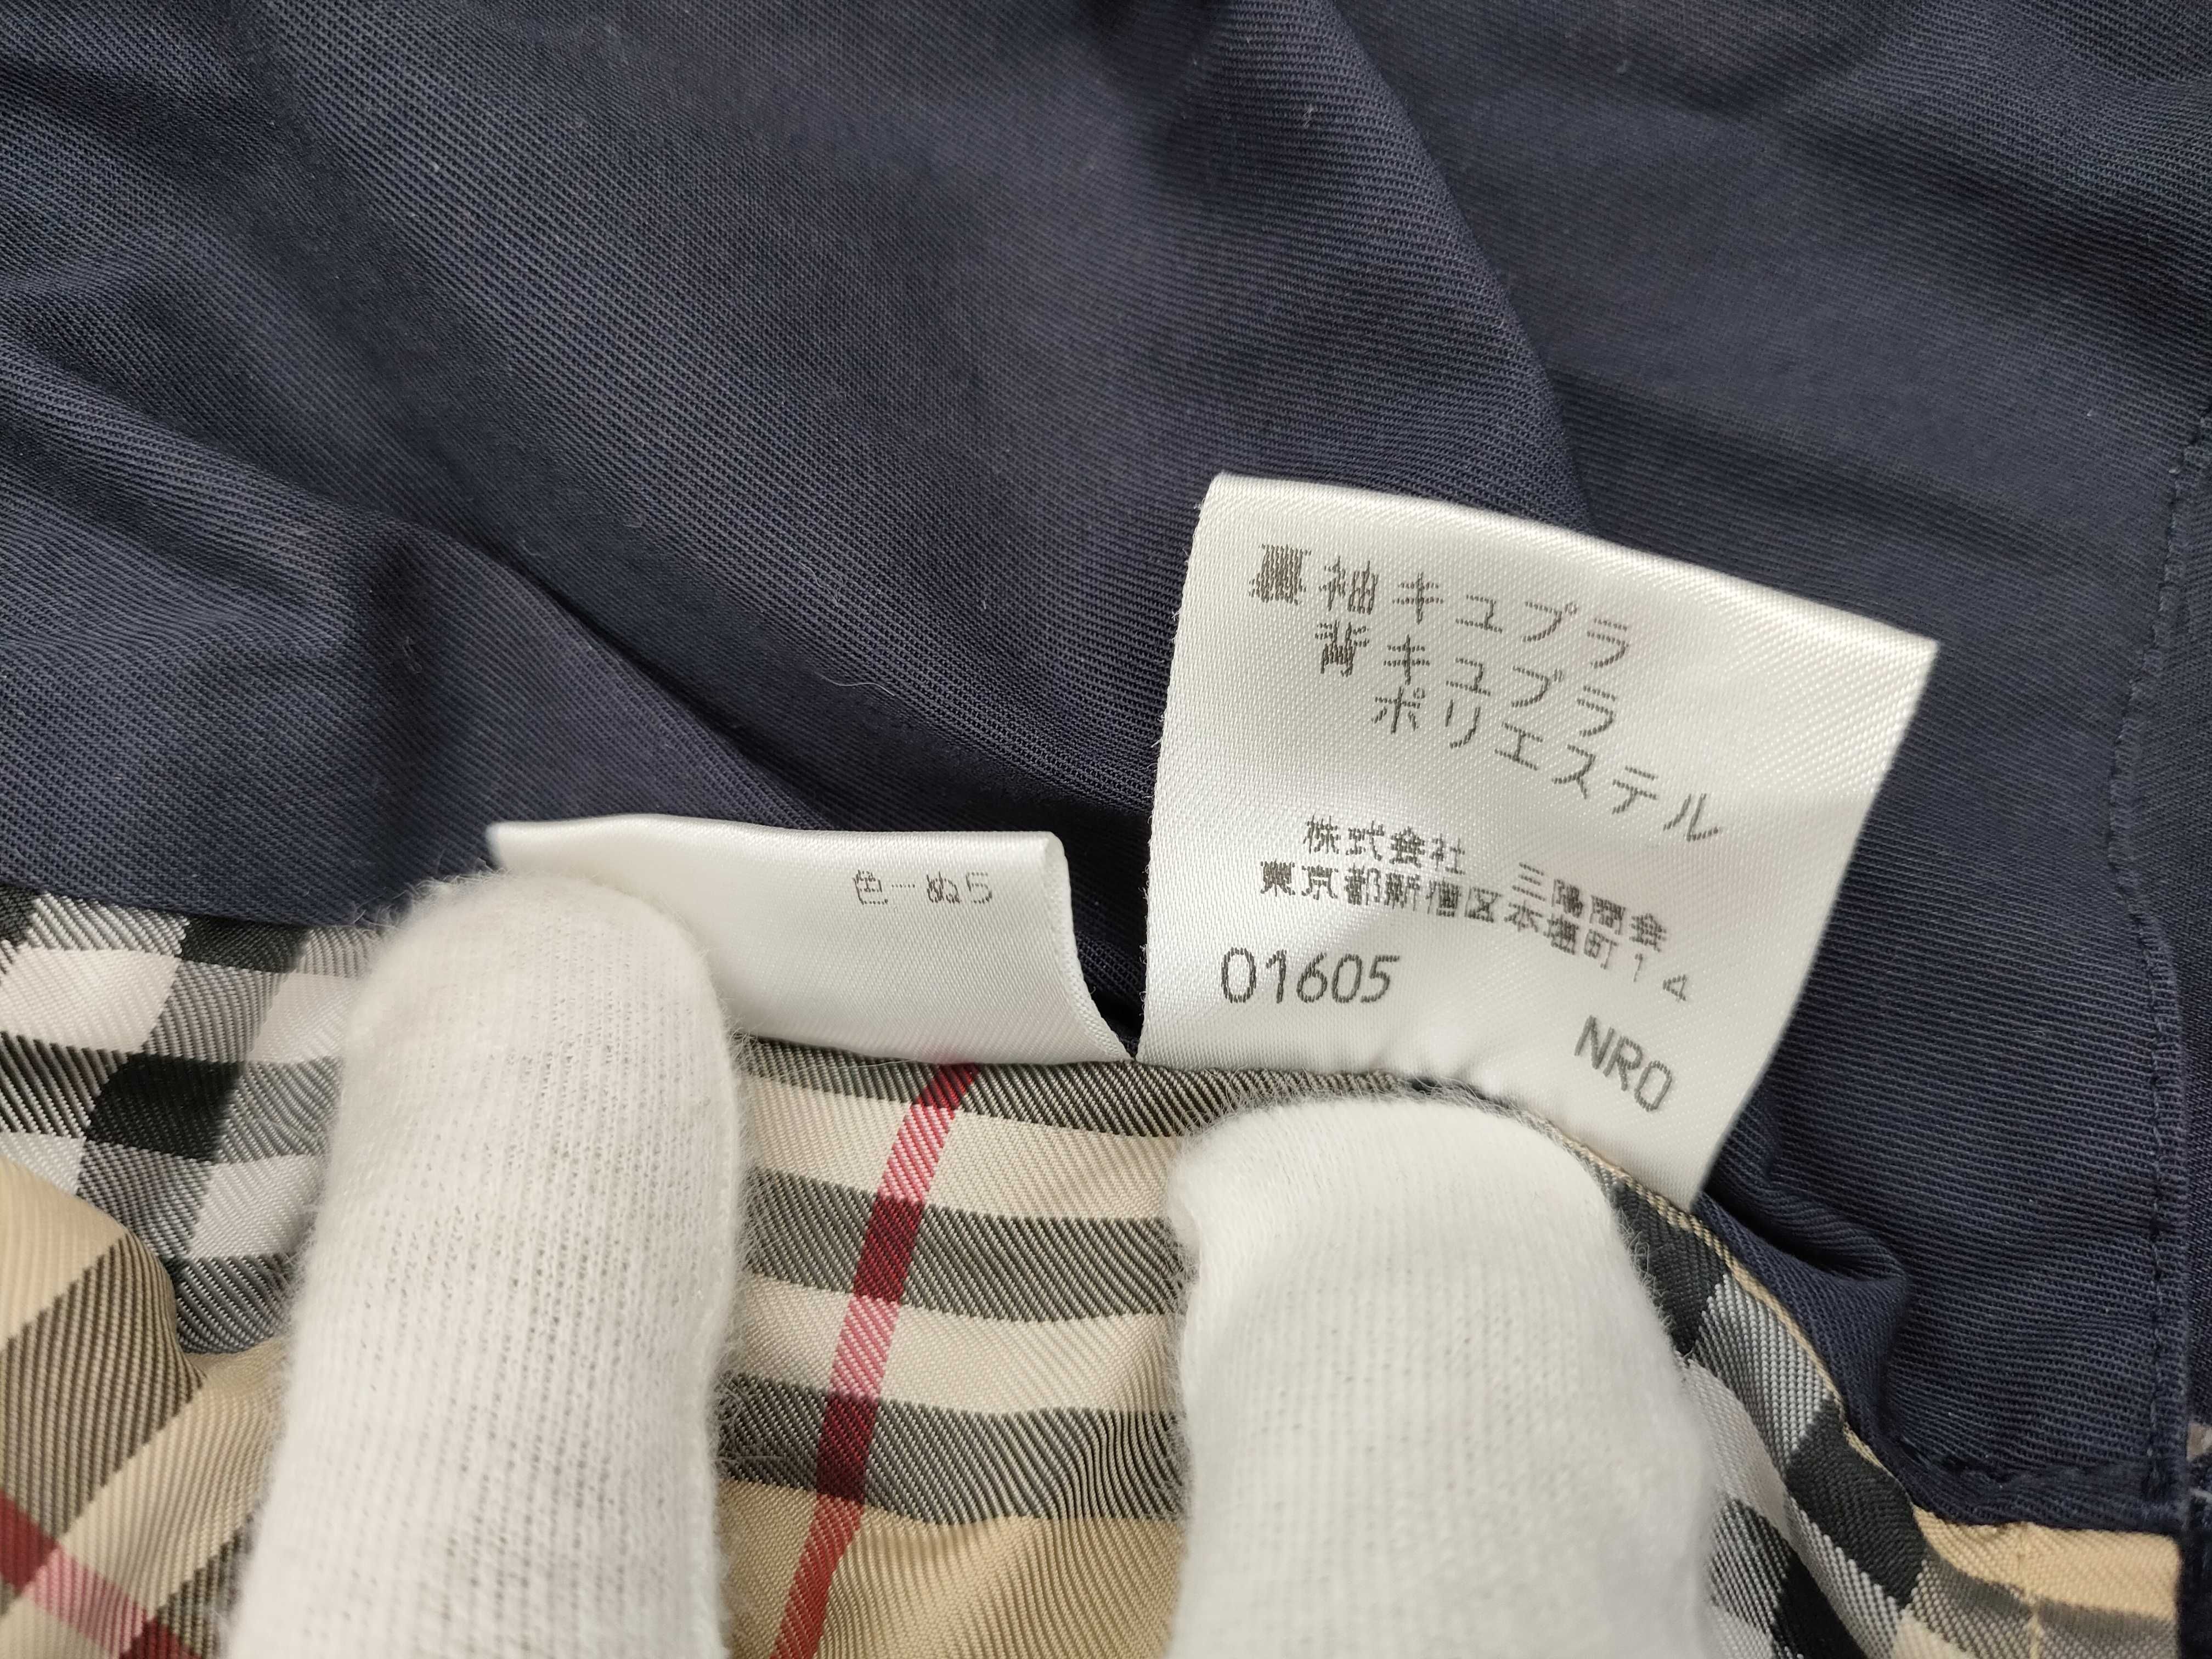 裏袖キュプラ
背キュプラ
ポリエステル
株式会社 三陽商会
東京都新宿区本塩町14
01605
NRO
色-ぬ5